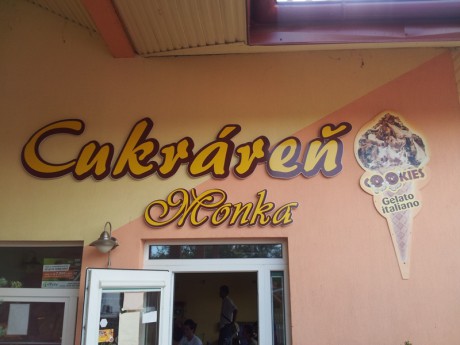 Cukráreň
Monka
COOKIES
Gelato
italiano